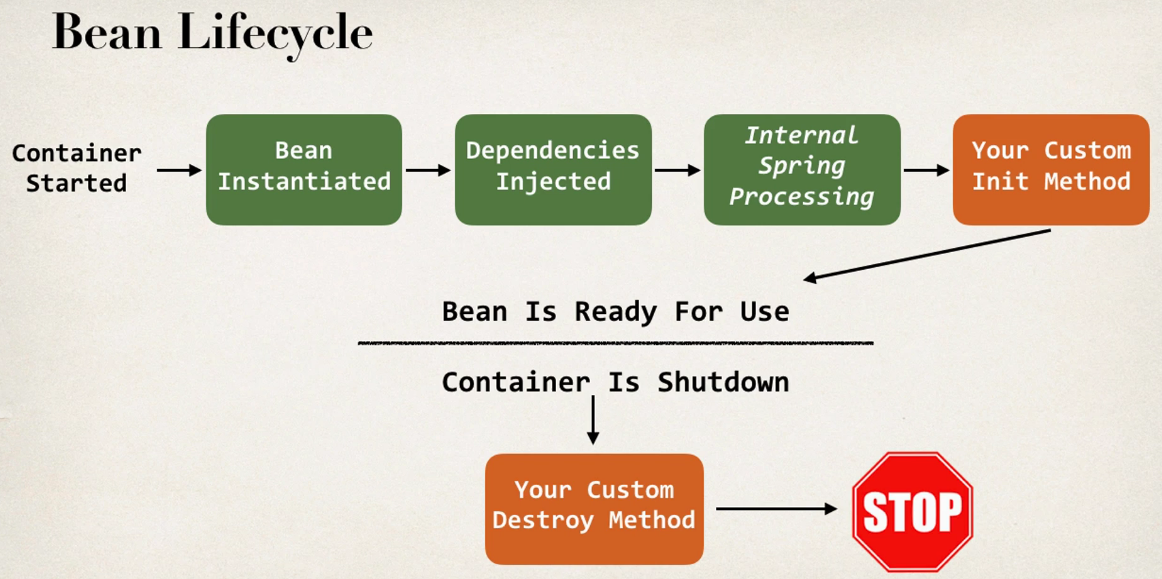 Bean Lifecycle
Container
Started
Bean
Instantiated
Dependencies
Injected
Internal
Spring
Processing
Your Custom
Init Method
Bean Is Ready For Use
Container Is Shutdown
Your Custom
Destroy Method
STOP